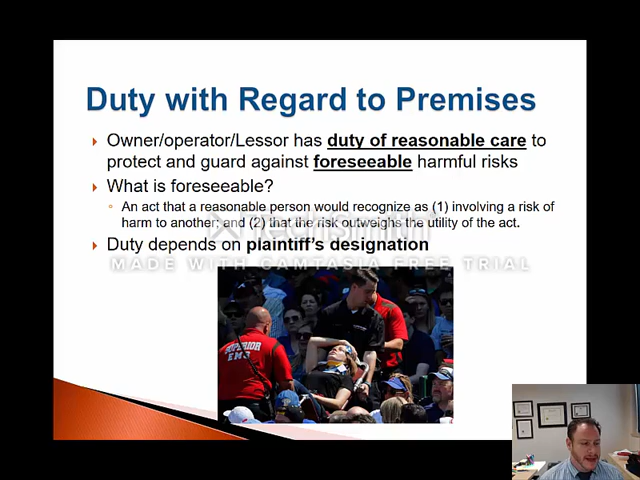 Duty with Regard to Premises
Owner/operator/Lessor has duty of reasonable care to
protect and guard against foreseeable harmful risks
What is foreseeable?
An act that a reasonable person would recognize as (1) involving a risk of
harm to another; and (2) that the risk outweighs the utility of the act.
TechSmith
Duty depends on plaintiff's designation
MADE WITH CAMTASIA FREE TRIAL
SUPERIOR
EMS